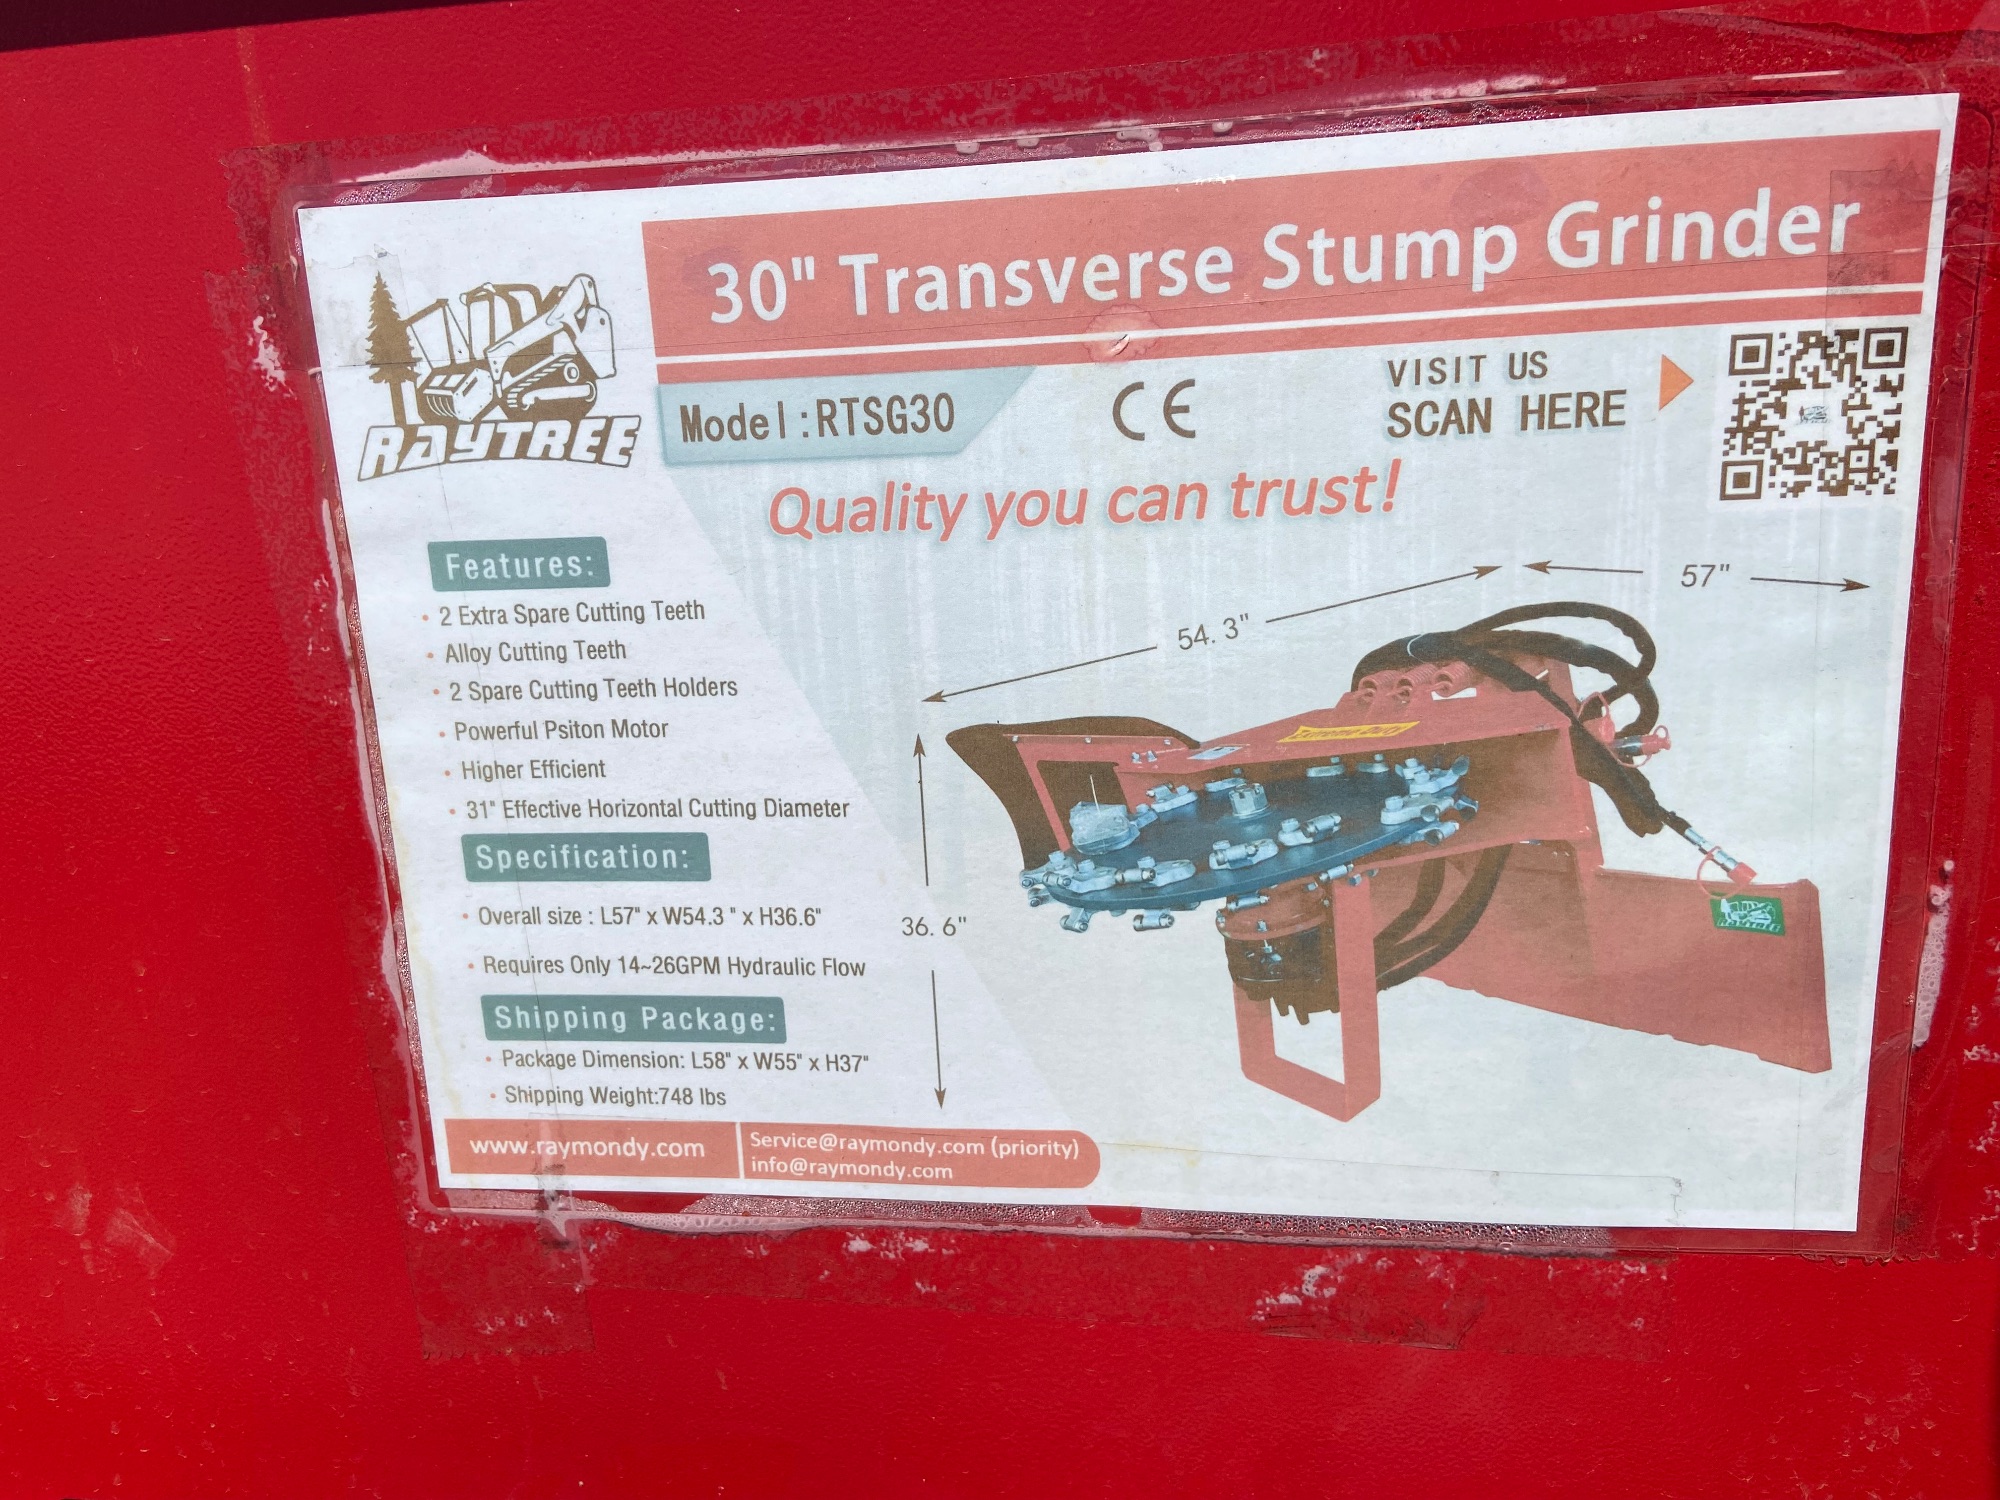 30" Transverse Stump Grinder
RAYTREE
Model:RTSG30
CE
VISIT US
SCAN HERE
Quality you can trust!
Features:
• 2 Extra Spare Cutting Teeth
• Alloy Cutting Teeth
• 2 Spare Cutting Teeth Holders
• Powerful Psiton Motor
• Higher Efficient
• 31" Effective Horizontal Cutting Diameter
Specification:
• Overall size : L57" x W54.3 " x H36.6"
• Requires Only 14~26GPM Hydraulic Flow
Shipping Package:
• Package Dimension: L58" x W55" x H37"
• Shipping Weight:748 lbs
www.raymondy.com
Service@raymondy.com (priority)
info@raymondy.com
54.3"
57"
36.6"
Extreme Duty
RAYTREE